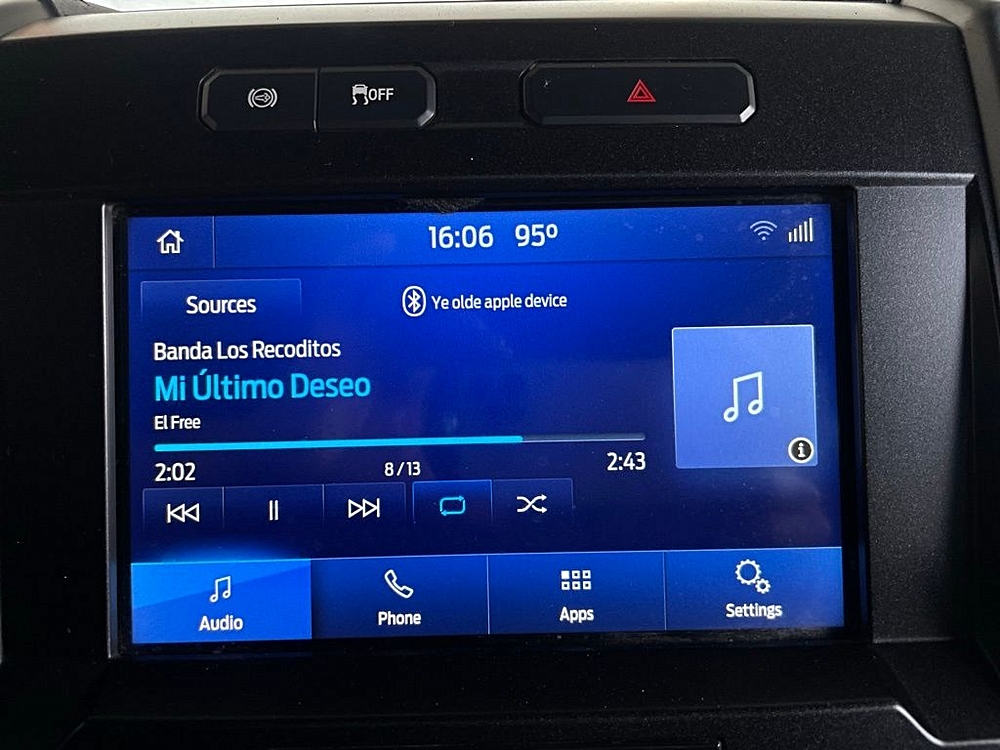 OFF
16:06 95º
Sources
Ye olde apple device
Banda Los Recoditos
Mi Último Deseo
El Free
2:02 8/13 2:43
Audio Phone Apps Settings